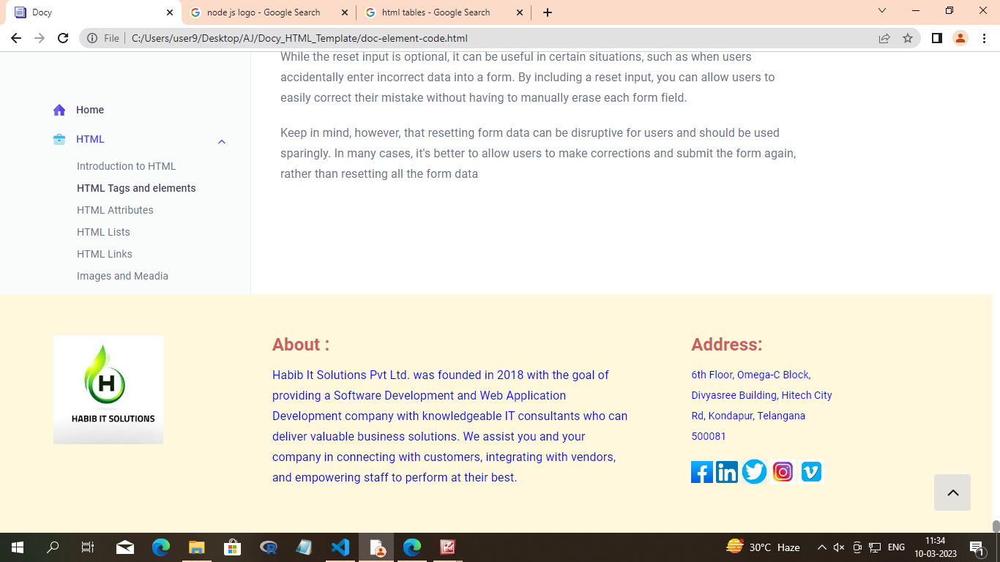 Docy
node js logo - Google Search
html tables - Google Search
File
C:/Users/user9/Desktop/AJ/Docy_HTML_Template/doc-element-code.html
Home
HTML
Introduction to HTML
HTML Tags and elements
HTML Attributes
HTML Lists
HTML Links
Images and Meadia
While the reset input is optional, it can be useful in certain situations, such as when users
accidentally enter incorrect data into a form. By including a reset input, you can allow users to
easily correct their mistake without having to manually erase each form field.
Keep in mind, however, that resetting form data can be disruptive for users and should be used
sparingly. In many cases, it's better to allow users to make corrections and submit the form again,
rather than resetting all the form data
H
HABIB IT SOLUTIONS
About :
Habib It Solutions Pvt Ltd. was founded in 2018 with the goal of
providing a Software Development and Web Application
Development company with knowledgeable IT consultants who can
deliver valuable business solutions. We assist you and your
company in connecting with customers, integrating with vendors,
and empowering staff to perform at their best.
Address:
6th Floor, Omega-C Block,
Divyasree Building, Hitech City
Rd, Kondapur, Telangana
500081
30°C Haze
ENG
11:34
10-03-2023
1